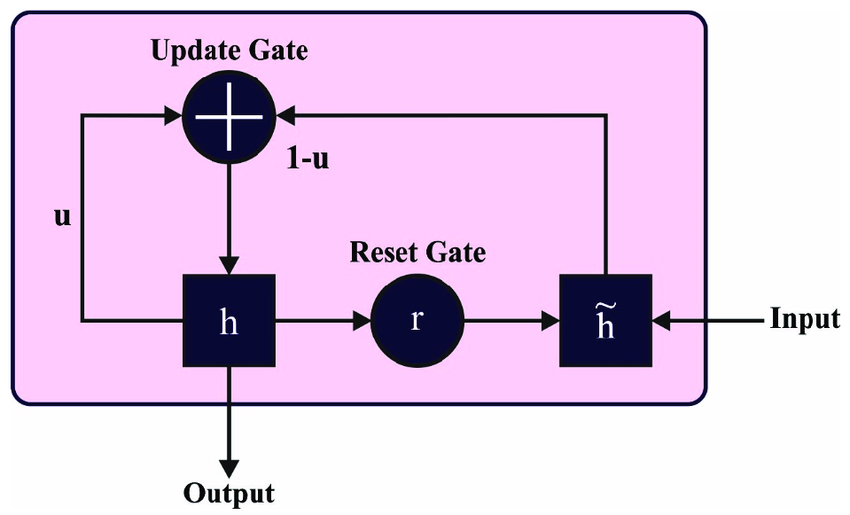 Update Gate
1-u
u
Reset Gate
h
r
h̃
Input
Output